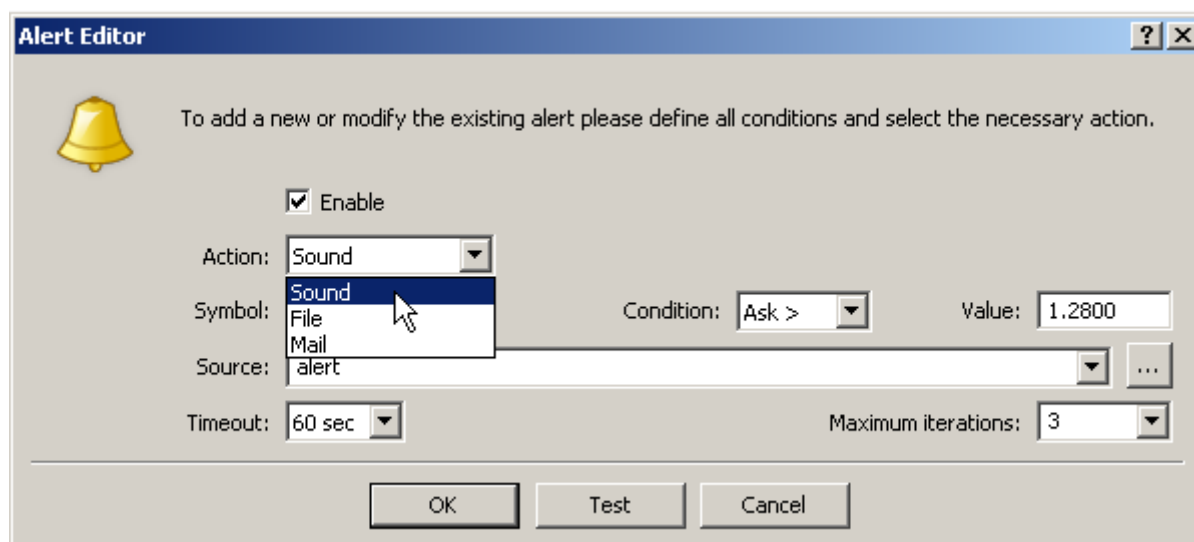 Alert Editor
To add a new or modify the existing alert please define all conditions and select the necessary action.
Enable
Action: Sound
Sound
Symbol: Condition: Ask > Value: 1.2800
File
Mail
Source: alert ...
Timeout: 60 sec Maximum iterations: 3
OK Test Cancel